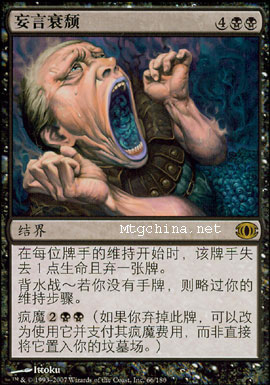 妄言衰颓 4
Mtgchina.net
结界
在每位牌手的维持开始时，该牌手失
去１点生命且弃一张牌。
背水战～若你没有手牌，则略过你的
维持步骤。
疯魔2（如果你弃掉此牌，可以改
为使用它并支付其疯魔费用，而非直接
将它置入你的坟墓场。）
Itoku
™ & © 1993-2007 Wizards of the Coast, Inc. 66/180